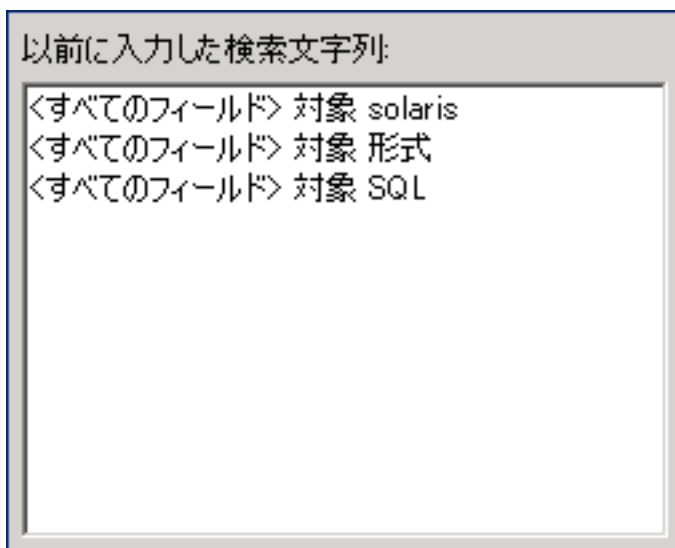 以前に入力した検索文字列:
<すべてのフィールド> 対象 solaris
<すべてのフィールド> 対象 形式
<すべてのフィールド> 対象 SQL